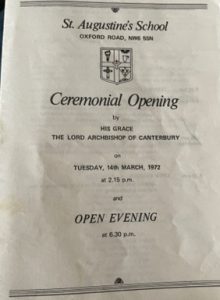 St. Augustine's School
OXFORD ROAD, NW6 5SN
Ceremonial Opening
by
HIS GRACE
THE LORD ARCHBISHOP OF CANTERBURY
on
TUESDAY, 14th MARCH, 1972
at 2.15 p.m.
and
OPEN EVENING
at 6.30 p.m.